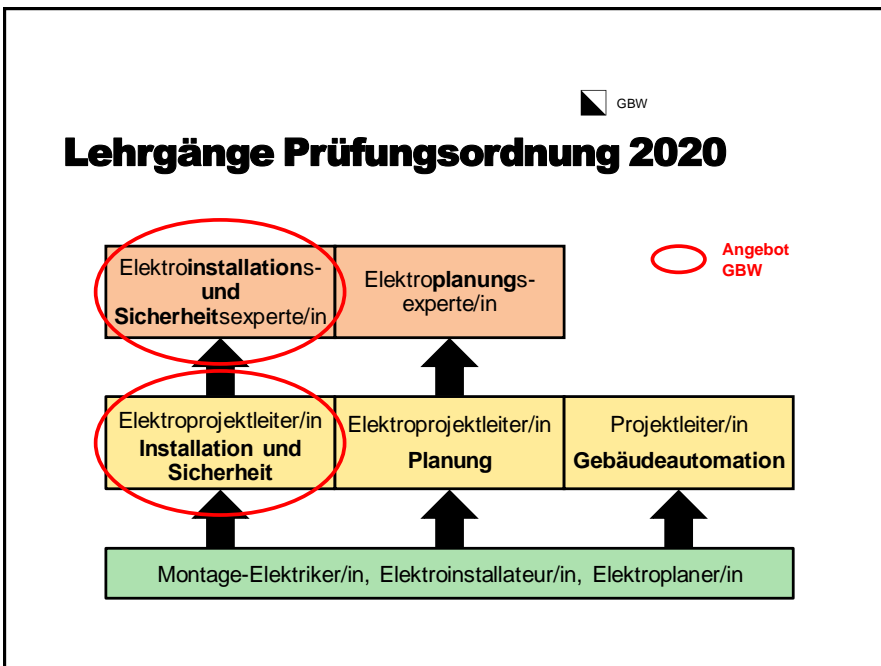 GBW
Lehrgänge Prüfungsordnung 2020
Angebot
GBW
Elektroinstallations-
und
Sicherheitsexperte/in
Elektroplanungs-
experte/in
Elektroprojektleiter/in
Installation und
Sicherheit
Elektroprojektleiter/in
Planung
Projektleiter/in
Gebäudeautomation
Montage-Elektriker/in, Elektroinstallateur/in, Elektroplaner/in